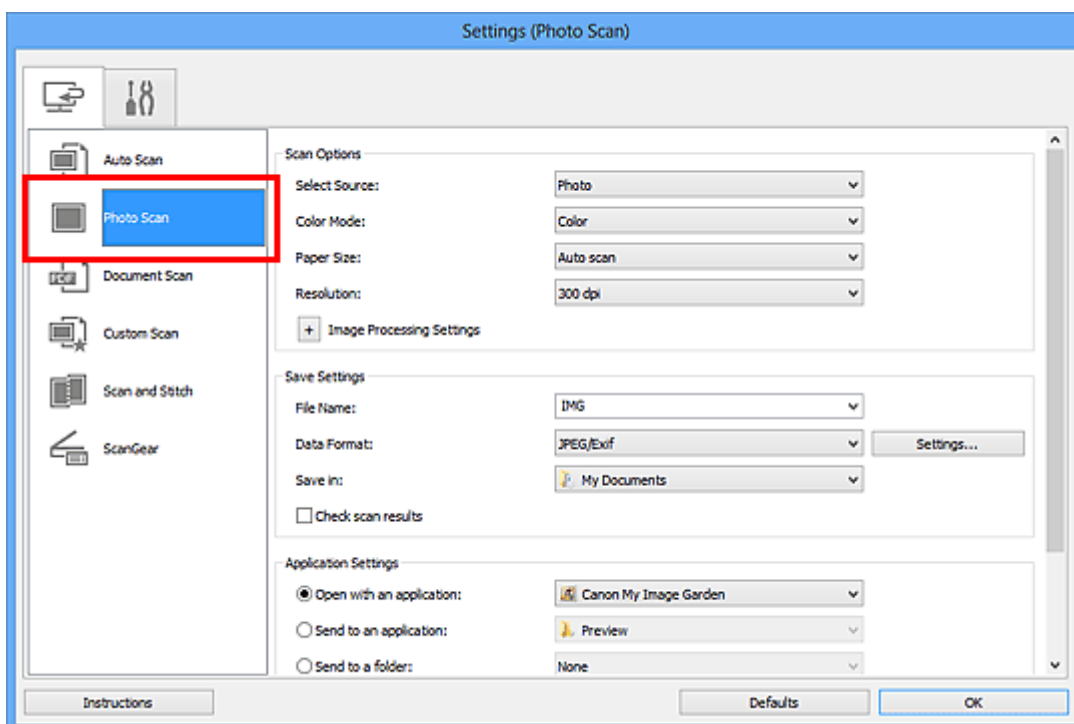 Settings (Photo Scan)
Auto Scan
Photo Scan
Document Scan
Custom Scan
Scan and Stitch
ScanGear
Scan Options
Select Source: Photo
Color Mode: Color
Paper Size: Auto scan
Resolution: 300 dpi
+ Image Processing Settings
Save Settings
File Name: IMG
Data Format: JPEG/Exif Settings...
Save in: My Documents
Check scan results
Application Settings
Open with an application: Canon My Image Garden
Send to an application: Preview
Send to a folder: None
Instructions Defaults OK